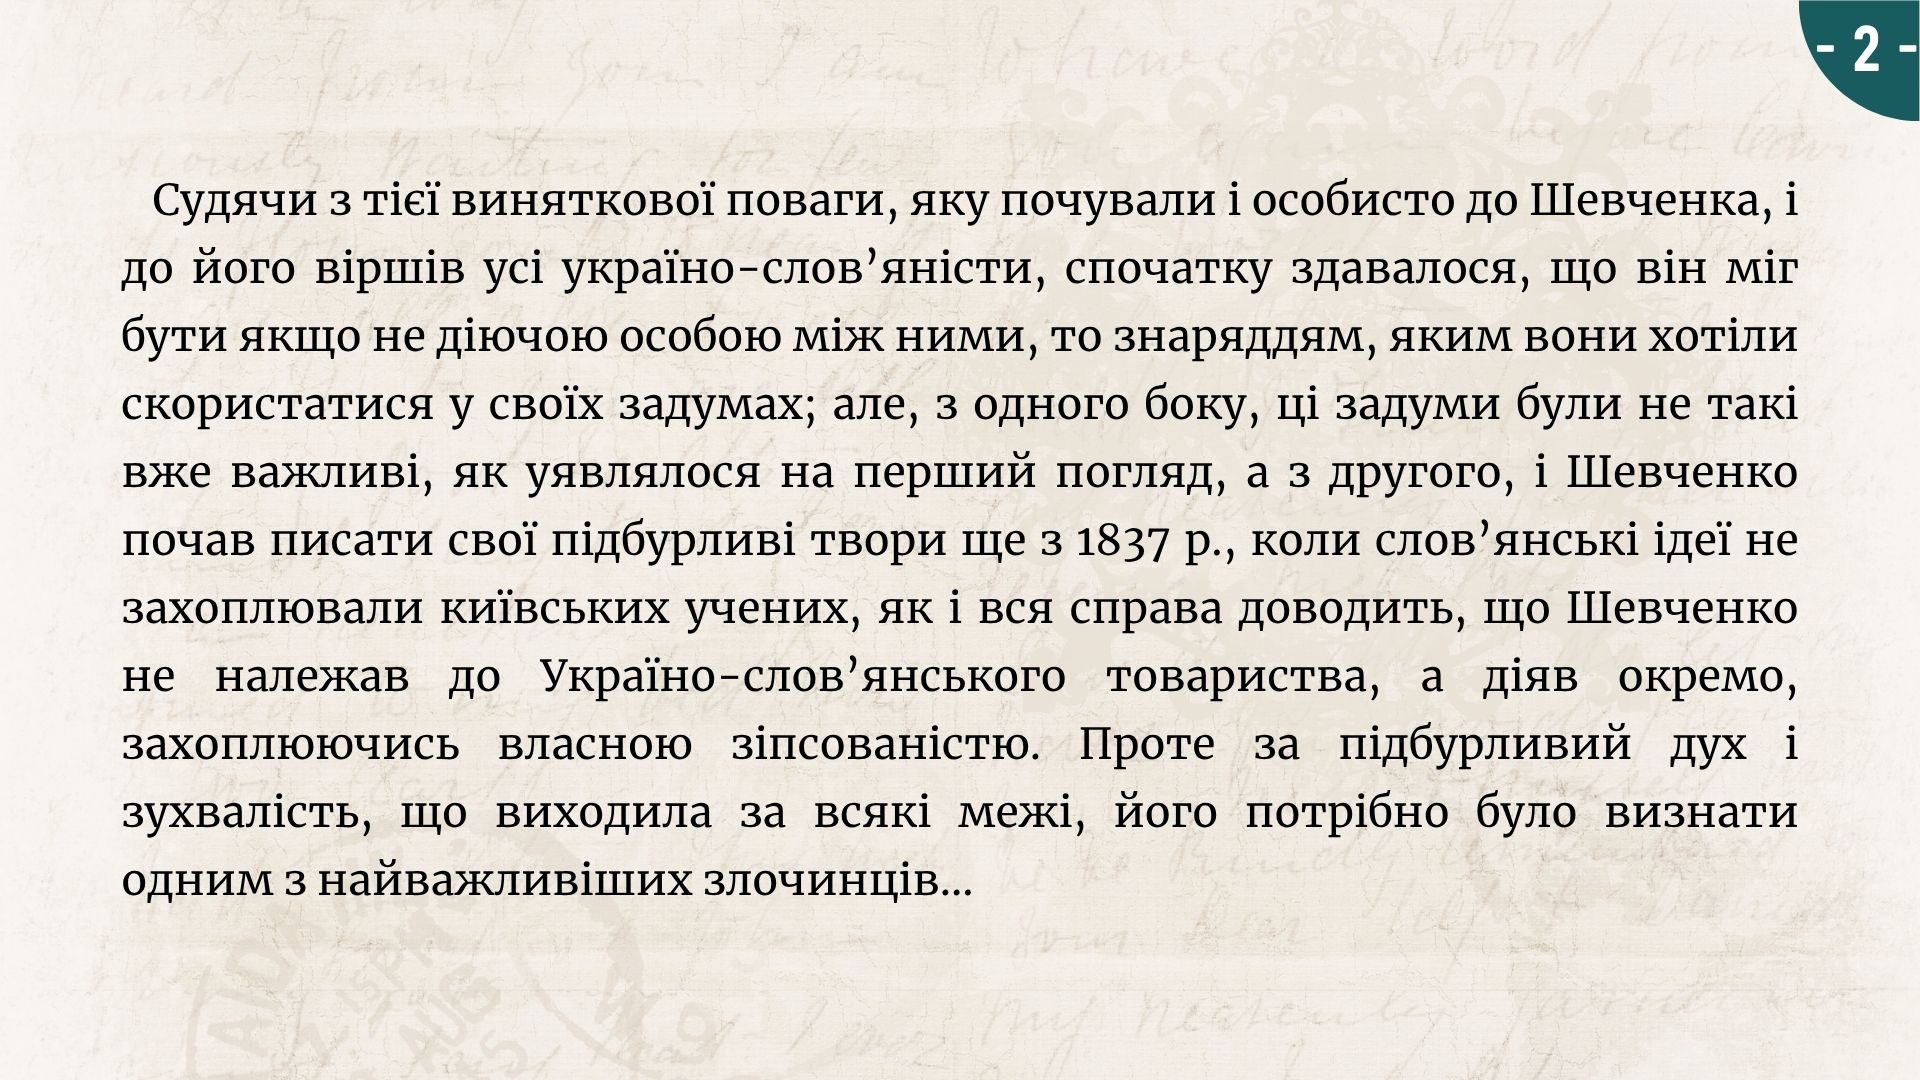 - 2 -
Судячи з тієї виняткової поваги, яку почували і особисто до Шевченка, і
до його віршів усі україно-слов’яністи, спочатку здавалося, що він міг
бути якщо не діючою особою між ними, то знаряддям, яким вони хотіли
скористатися у своїх задумах; але, з одного боку, ці задуми були не такі
вже важливі, як уявлялося на перший погляд, а з другого, і Шевченко
почав писати свої підбурливі твори ще з 1837 р., коли слов’янські ідеї не
захоплювали київських учених, як і вся справа доводить, що Шевченко
не належав до Україно-слов’янського товариства, а діяв окремо,
захоплюючись власною зіпсованістю. Проте за підбурливий дух і
зухвалість, що виходила за всякі межі, його потрібно було визнати
одним з найважливіших злочинців...